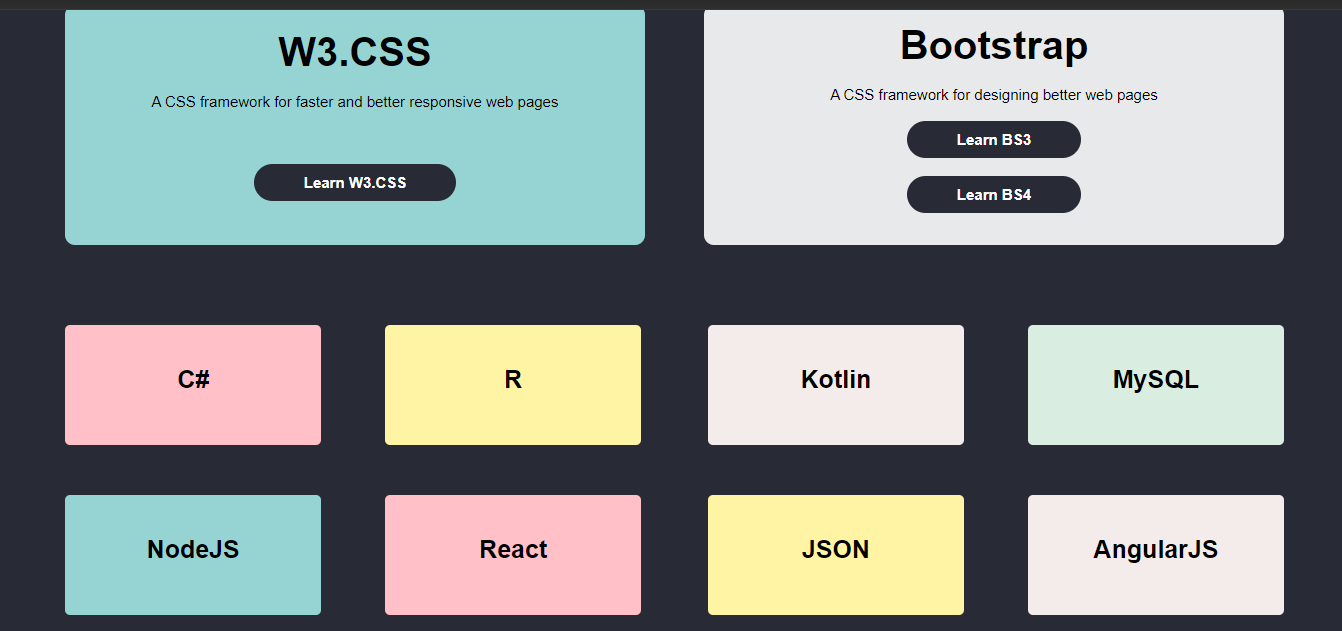 W3.CSS
A CSS framework for faster and better responsive web pages
Learn W3.CSS
Bootstrap
A CSS framework for designing better web pages
Learn BS3
Learn BS4
C#
R
Kotlin
MySQL
NodeJS
React
JSON
AngularJS